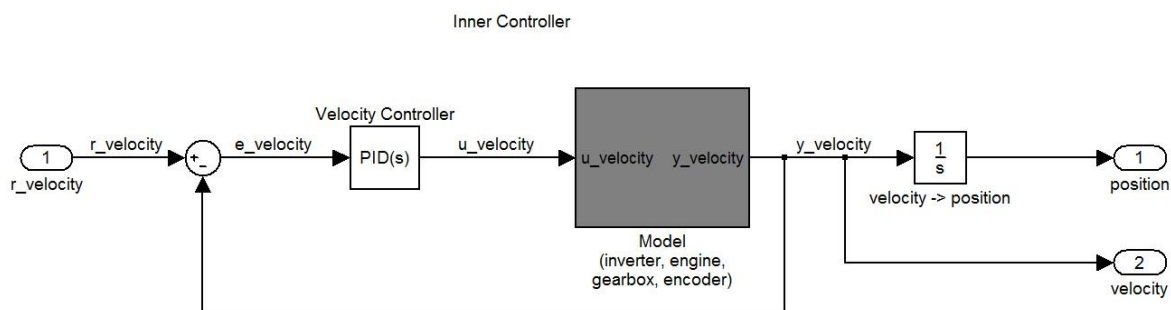 Inner Controller
Velocity Controller
r_velocity
e_velocity
u_velocity
y_velocity
1
+
-
PID(s)
u_velocity
y_velocity
1
s
1
r_velocity
velocity -> position
position
Model
(inverter, engine,
gearbox, encoder)
2
velocity